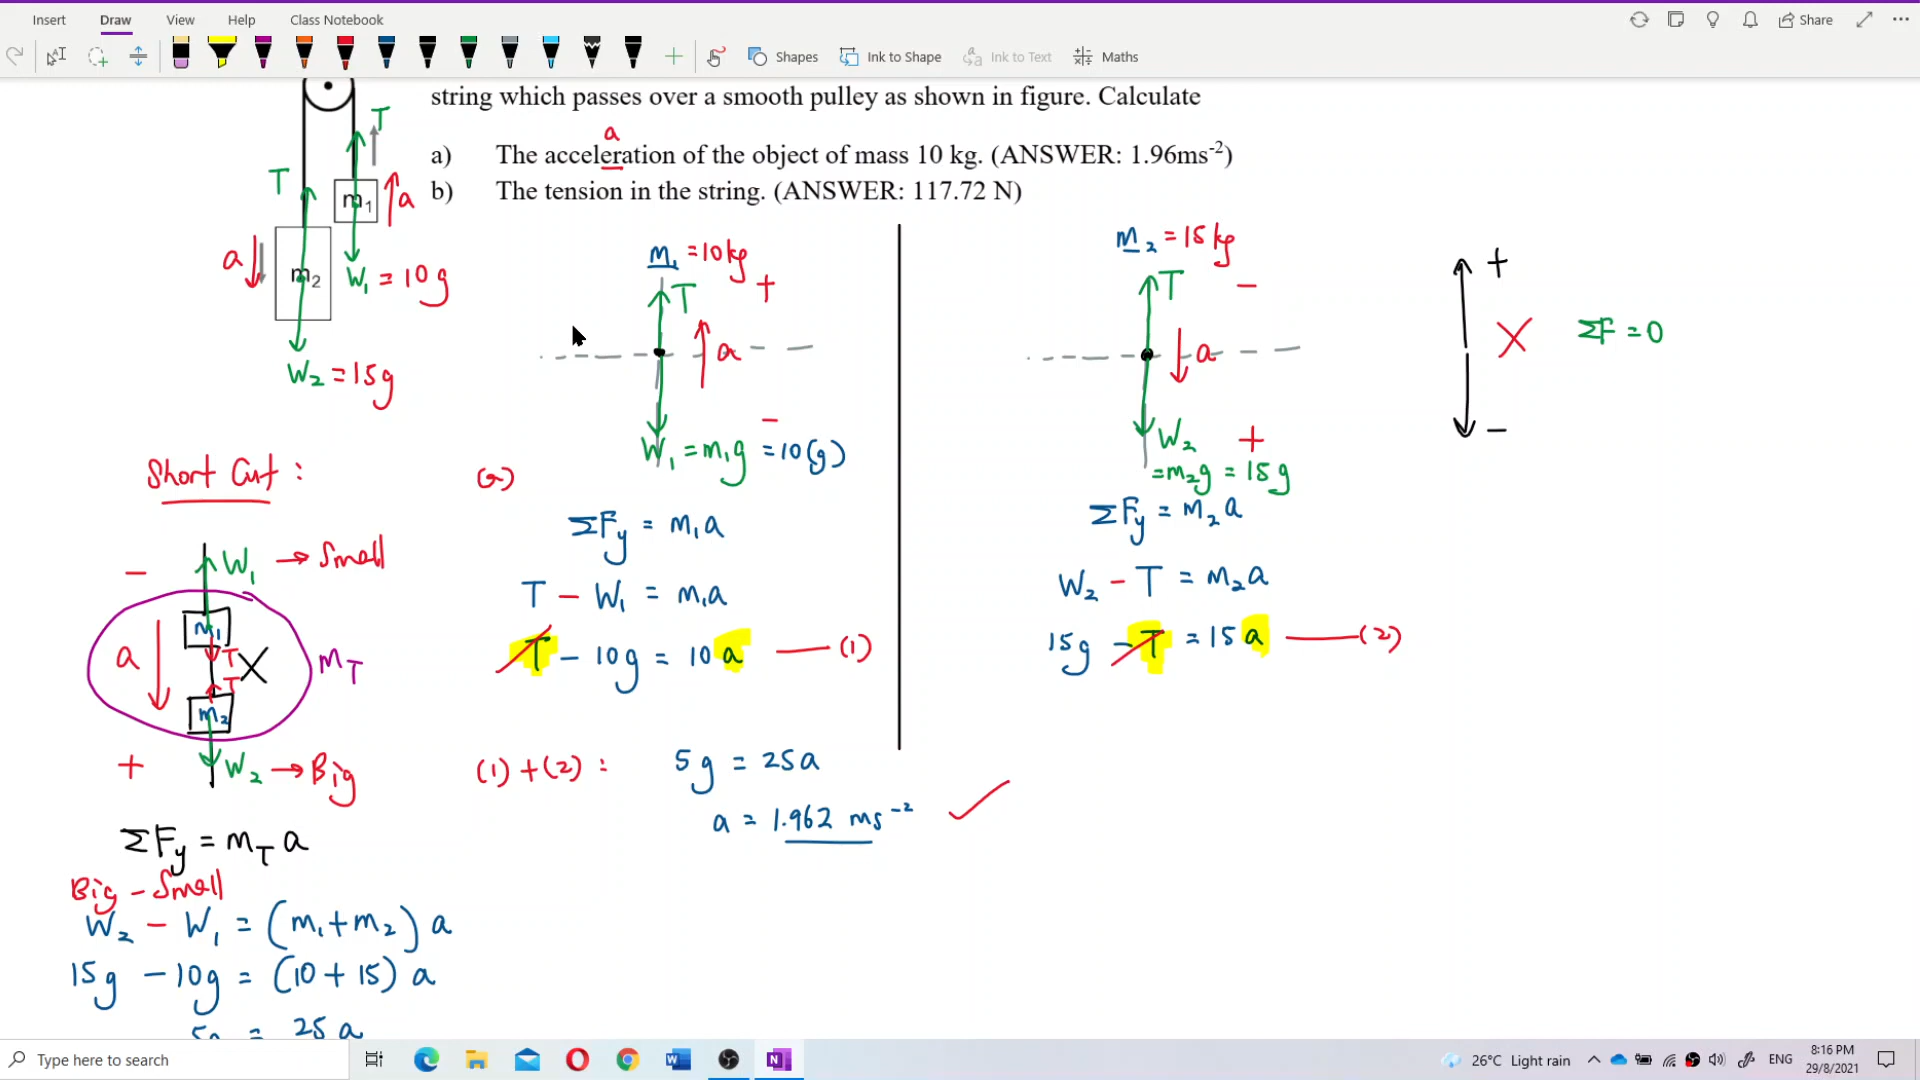 Insert Draw View Help Class Notebook Share
Shapes Ink to Shape Ink to Text Maths
string which passes over a smooth pulley as shown in figure. Calculate
a
a) The acceleration of the object of mass 10 kg. (ANSWER: 1.96ms⁻²)
b) The tension in the string. (ANSWER: 117.72 N)
T
T
m₁
a
a
m₂
W₁ = 10g
W₂ = 15g
m₁ = 10kg
T +
a
-
W₁ = m₁g = 10(g)
m₂ = 15kg
T -
a
W₂ +
= m₂g = 15g
+
X ΣF = 0
-
Short Cut :
- W₁ → Small
m₁
a T X m_T
T
m₂
+ W₂ → Big
ΣFy = m_T a
Big - Small
W₂ - W₁ = (m₁ + m₂) a
15g - 10g = (10 + 15) a
5g = 25 a
(a)
ΣFy = m₁a
T - W₁ = m₁a
T - 10g = 10a —— (1)
ΣFy = m₂a
W₂ - T = m₂a
15g - T = 15a —— (2)
(1) + (2) : 5g = 25a
a = 1.962 ms⁻²
Type here to search
26°C Light rain ENG
8:16 PM
29/8/2021